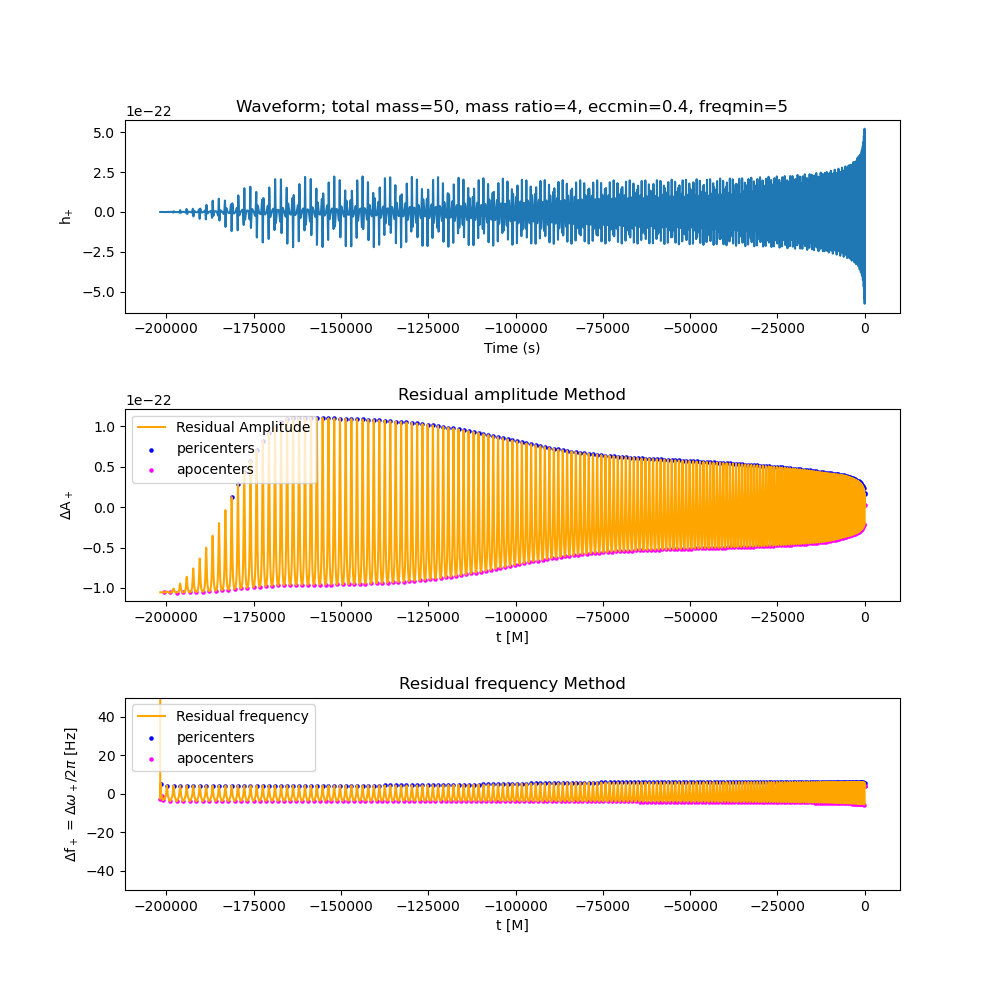 Waveform; total mass=50, mass ratio=4, eccmin=0.4, freqmin=5
1e−22
5.0
2.5
0.0
−2.5
−5.0
h₊
−200000 −175000 −150000 −125000 −100000 −75000 −50000 −25000 0
Time (s)
Residual amplitude Method
1e−22
1.0
0.5
0.0
−0.5
−1.0
ΔA₊
Residual Amplitude
pericenters
apocenters
−200000 −175000 −150000 −125000 −100000 −75000 −50000 −25000 0
t [M]
Residual frequency Method
40
20
0
−20
−40
Δf₊ = Δω₊/2π [Hz]
Residual frequency
pericenters
apocenters
−200000 −175000 −150000 −125000 −100000 −75000 −50000 −25000 0
t [M]